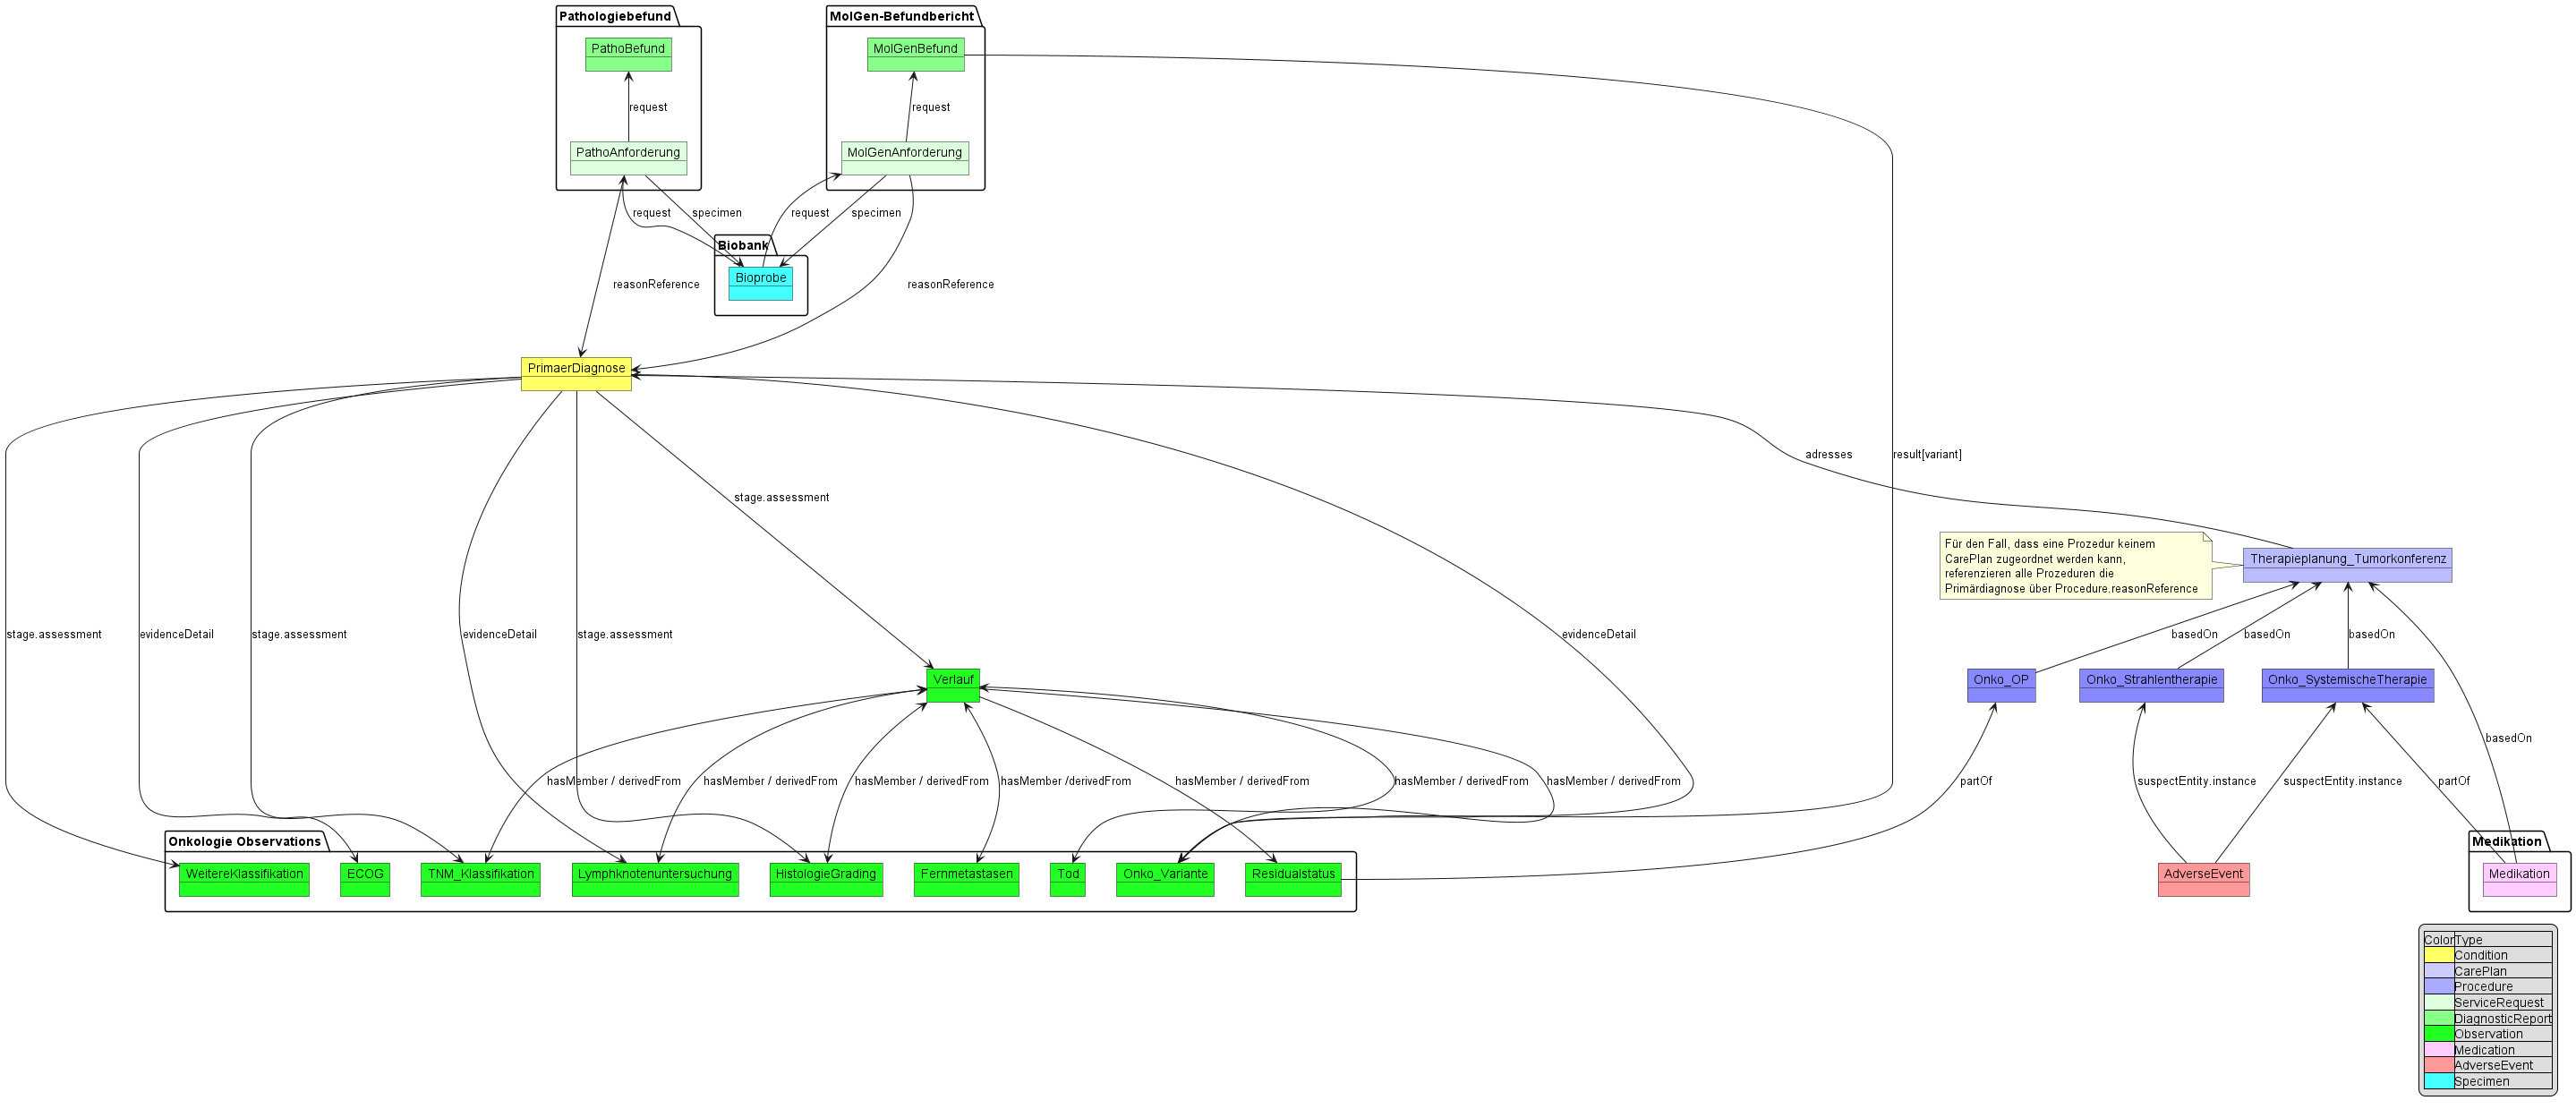 Pathologiebefund
MolGen-Befundbericht
PathoBefund
MolGenBefund
request
request
PathoAnforderung
MolGenAnforderung
request
specimen
request
specimen
Biobank
Bioprobe
reasonReference
reasonReference
PrimaerDiagnose
adresses
result[variant]
stage.assessment
Für den Fall, dass eine Prozedur keinem
CarePlan zugeordnet werden kann,
referenzieren alle Prozeduren die
Primärdiagnose über Procedure.reasonReference
Therapieplanung_Tumorkonferenz
stage.assessment
evidenceDetail
stage.assessment
evidenceDetail
stage.assessment
evidenceDetail
basedOn
basedOn
basedOn
Verlauf
Onko_OP
Onko_Strahlentherapie
Onko_SystemischeTherapie
basedOn
hasMember / derivedFrom
hasMember / derivedFrom
hasMember / derivedFrom
hasMember /derivedFrom
hasMember / derivedFrom
hasMember / derivedFrom
hasMember / derivedFrom
partOf
suspectEntity.instance
suspectEntity.instance
partOf
Onkologie Observations
Medikation
WeitereKlassifikation
ECOG
TNM_Klassifikation
Lymphknotenuntersuchung
HistologieGrading
Fernmetastasen
Tod
Onko_Variante
Residualstatus
AdverseEvent
Medikation
Color Type
Condition
CarePlan
Procedure
ServiceRequest
DiagnosticReport
Observation
Medication
AdverseEvent
Specimen